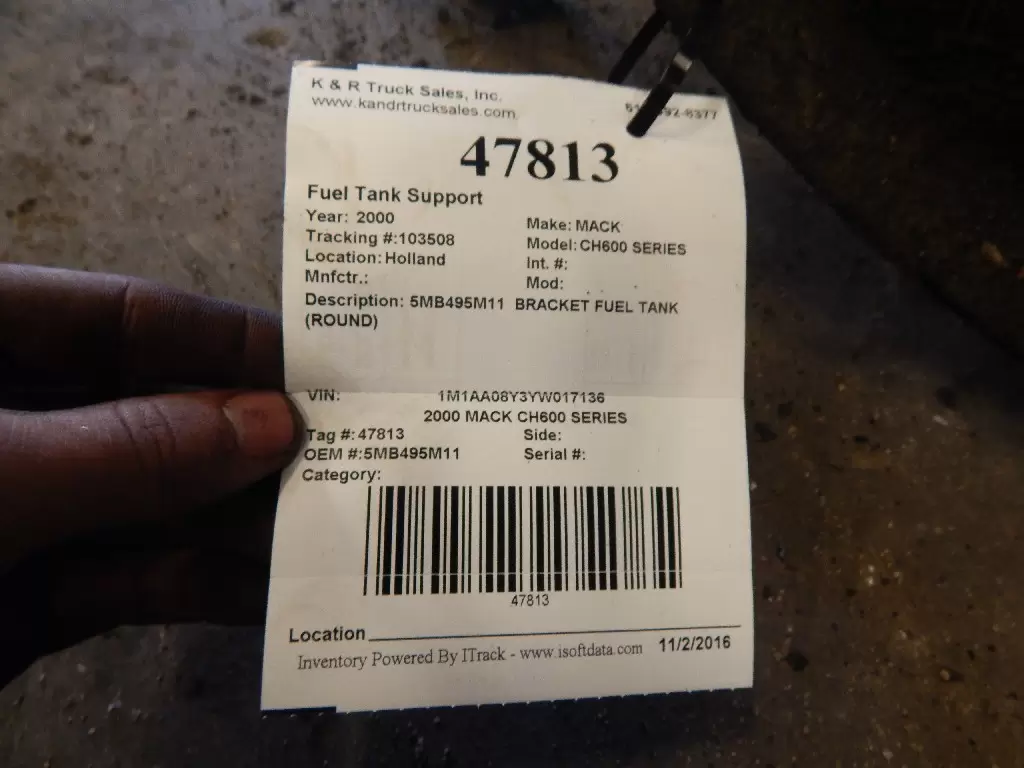 K & R Truck Sales, Inc.
www.kandrtrucksales.com
47813
Fuel Tank Support
Year: 2000
Make: MACK
Tracking #:103508
Model: CH600 SERIES
Location: Holland
Int. #:
Mnfctr.:
Mod:
Description: 5MB495M11 BRACKET FUEL TANK
(ROUND)
VIN: 1M1AA08Y3YW017136
2000 MACK CH600 SERIES
Tag #: 47813
Side:
OEM #:5MB495M11
Serial #:
Category:
47813
Location
Inventory Powered By ITrack - www.isoftdata.com 11/2/2016